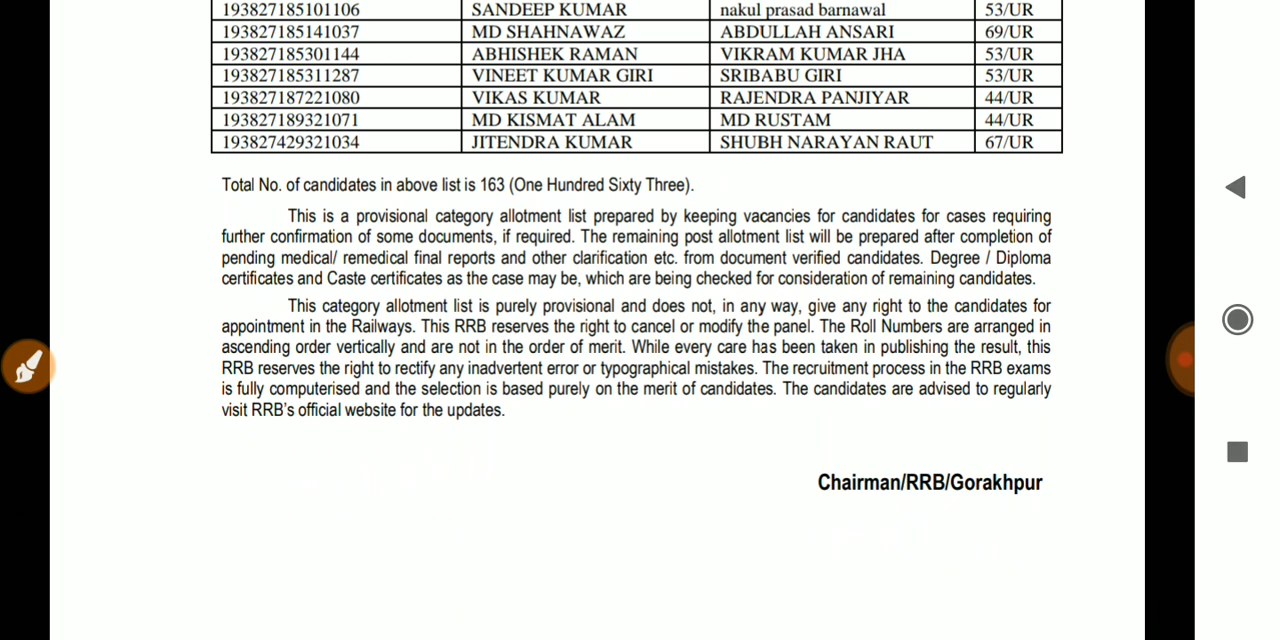 193827185101106 SANDEEP KUMAR nakul prasad barnawal 53/UR
193827185141037 MD SHAHNAWAZ ABDULLAH ANSARI 69/UR
193827185301144 ABHISHEK RAMAN VIKRAM KUMAR JHA 53/UR
193827185311287 VINEET KUMAR GIRI SRIBABU GIRI 53/UR
193827187221080 VIKAS KUMAR RAJENDRA PANJIYAR 44/UR
193827189321071 MD KISMAT ALAM MD RUSTAM 44/UR
193827429321034 JITENDRA KUMAR SHUBH NARAYAN RAUT 67/UR
Total No. of candidates in above list is 163 (One Hundred Sixty Three).
This is a provisional category allotment list prepared by keeping vacancies for candidates for cases requiring
further confirmation of some documents, if required. The remaining post allotment list will be prepared after completion of
pending medical/ remedical final reports and other clarification etc. from document verified candidates. Degree / Diploma
certificates and Caste certificates as the case may be, which are being checked for consideration of remaining candidates.
This category allotment list is purely provisional and does not, in any way, give any right to the candidates for
appointment in the Railways. This RRB reserves the right to cancel or modify the panel. The Roll Numbers are arranged in
ascending order vertically and are not in the order of merit. While every care has been taken in publishing the result, this
RRB reserves the right to rectify any inadvertent error or typographical mistakes. The recruitment process in the RRB exams
is fully computerised and the selection is based purely on the merit of candidates. The candidates are advised to regularly
visit RRB's official website for the updates.
Chairman/RRB/Gorakhpur